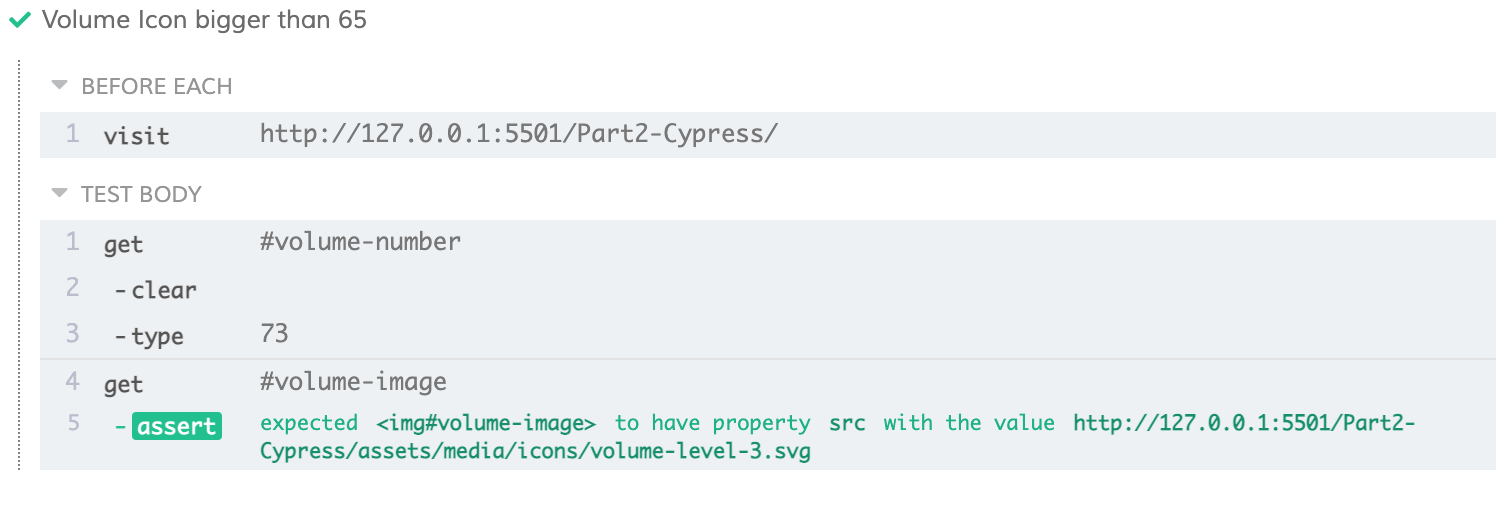 Volume Icon bigger than 65
BEFORE EACH
1 visit http://127.0.0.1:5501/Part2-Cypress/
TEST BODY
1 get #volume-number
2 -clear
3 -type 73
4 get #volume-image
5 -assert expected <img#volume-image> to have property src with the value http://127.0.0.1:5501/Part2-
Cypress/assets/media/icons/volume-level-3.svg